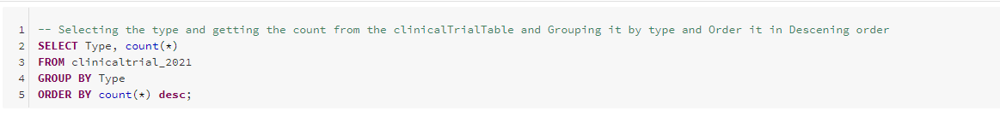 1 -- Selecting the type and getting the count from the clinicalTrialTable and Grouping it by type and Order it in Descening order
2 SELECT Type, count(*)
3 FROM clinicaltrial_2021
4 GROUP BY Type
5 ORDER BY count(*) desc;